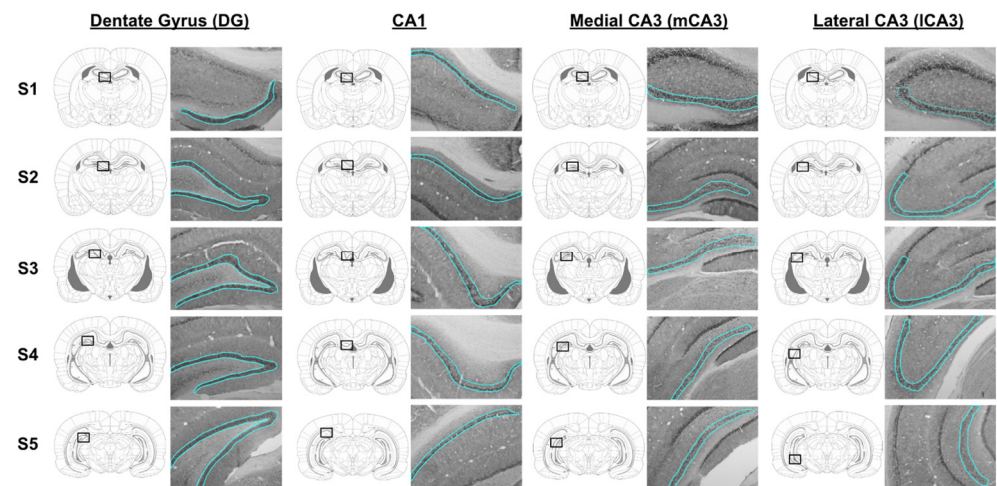 Dentate Gyrus (DG) CA1 Medial CA3 (mCA3) Lateral CA3 (lCA3)
S1
S2
S3
S4
S5